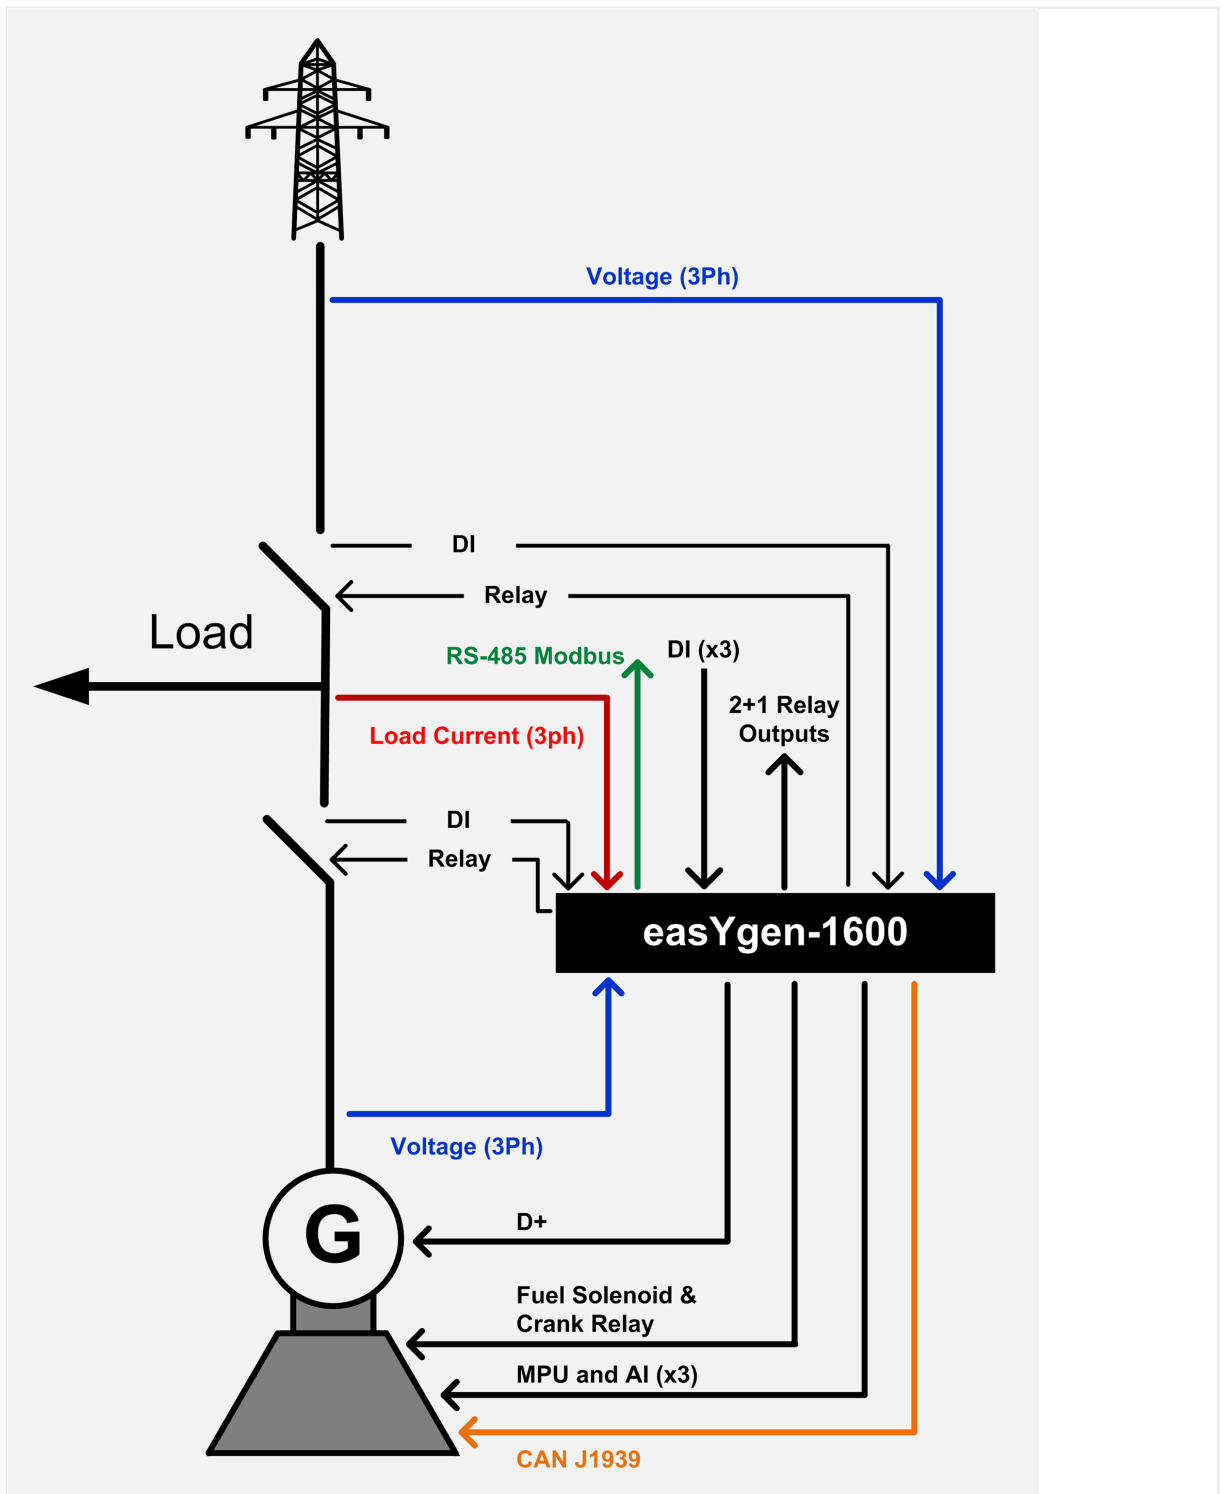 Voltage (3Ph)
DI
Relay
Load
RS-485 Modbus
DI (x3)
2+1 Relay
Outputs
Load Current (3ph)
DI
Relay
easYgen-1600
Voltage (3Ph)
G
D+
Fuel Solenoid &
Crank Relay
MPU and AI (x3)
CAN J1939